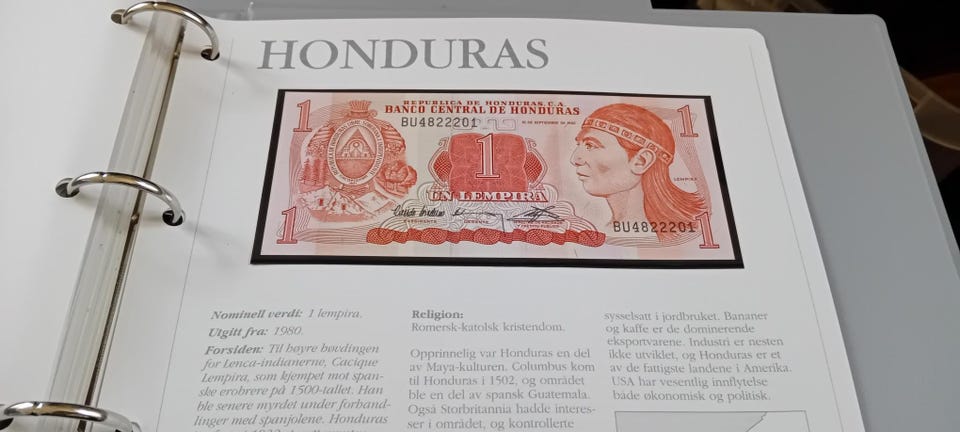 HONDURAS
1
REPUBLICA DE HONDURAS, C.A.
BANCO CENTRAL DE HONDURAS
1
BU4822201
1
UN LEMPIRA
LEMPIRA
PRESIDENTE
GERENTE
BU4822201
1
1
Nominell verdi: 1 lempira.
Utgitt fra: 1980.
Forsiden: Til høyre høvdingen
for Lenca-indianerne, Cacique
Lempira, som kjempet mot span-
ske erobrere på 1500-tallet. Han
ble senere myrdet under forhand-
linger med spanjolene. Honduras
Religion:
Romersk-katolsk kristendom.
Opprinnelig var Honduras en del
av Maya-kulturen. Columbus kom
til Honduras i 1502, og området
ble en del av spansk Guatemala.
Også Storbritannia hadde interes-
ser i området, og kontrollerte
sysselsatt i jordbruket. Bananer
og kaffe er de dominerende
eksportvarene. Industri er nesten
ikke utviklet, og Honduras er et
av de fattigste landene i Amerika.
USA har vesentlig innflytelse
både økonomisk og politisk.